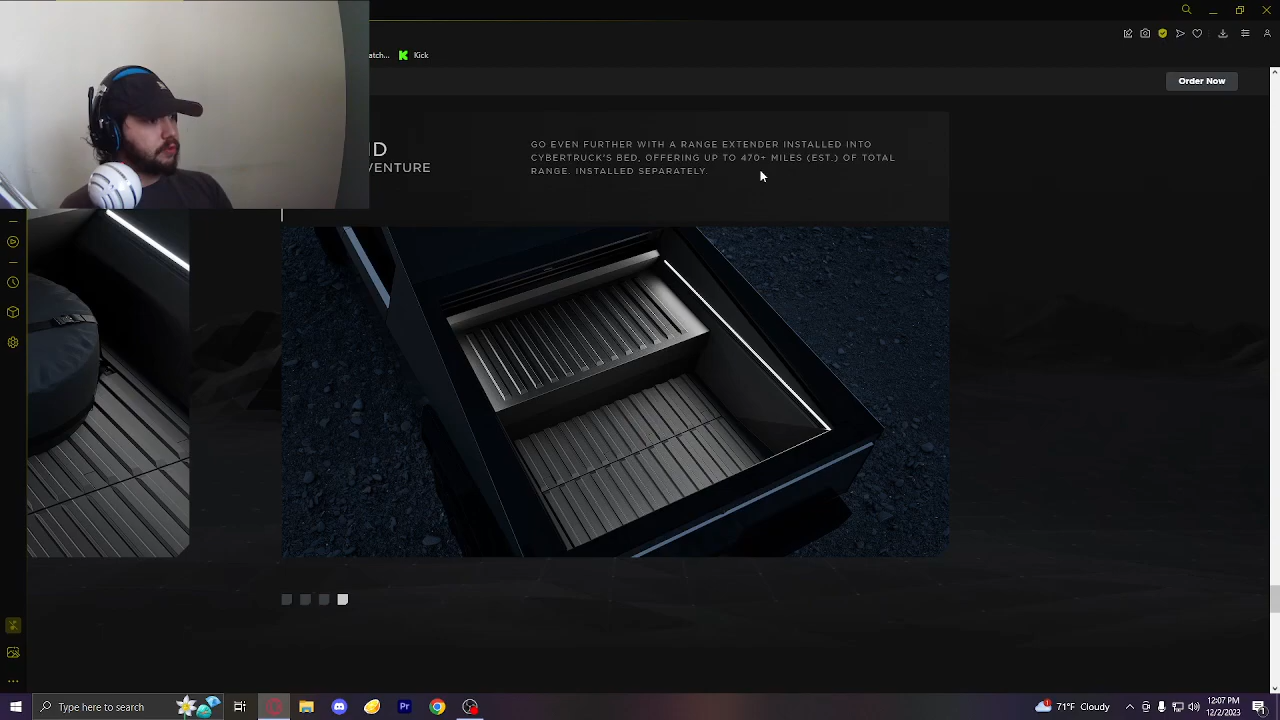 atch...
Kick
Order Now
ND
VENTURE
GO EVEN FURTHER WITH A RANGE EXTENDER INSTALLED INTO
CYBERTRUCK'S BED, OFFERING UP TO 470+ MILES (EST.) OF TOTAL
RANGE. INSTALLED SEPARATELY.
Type here to search
Pr
71°F Cloudy
12:07 PM
12/2/2023